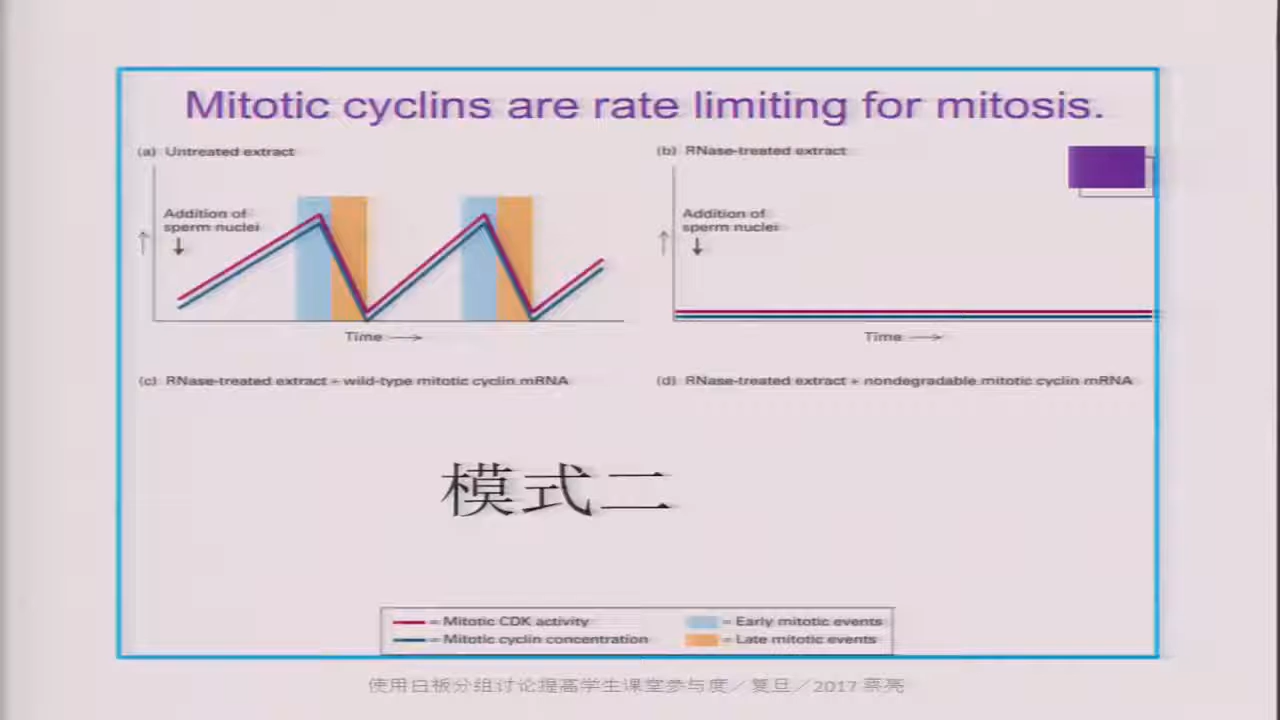 Mitotic cyclins are rate limiting for mitosis.
(a) Untreated extract
Addition of
sperm nuclei
Time
(b) RNase-treated extract
Addition of
sperm nuclei
Time
(c) RNase-treated extract + wild-type mitotic cyclin mRNA
(d) RNase-treated extract + nondegradable mitotic cyclin mRNA
模式二
= Mitotic CDK activity
= Mitotic cyclin concentration
= Early mitotic events
= Late mitotic events
使用白板分组讨论提高学生课堂参与度／复旦／2017 蔡亮